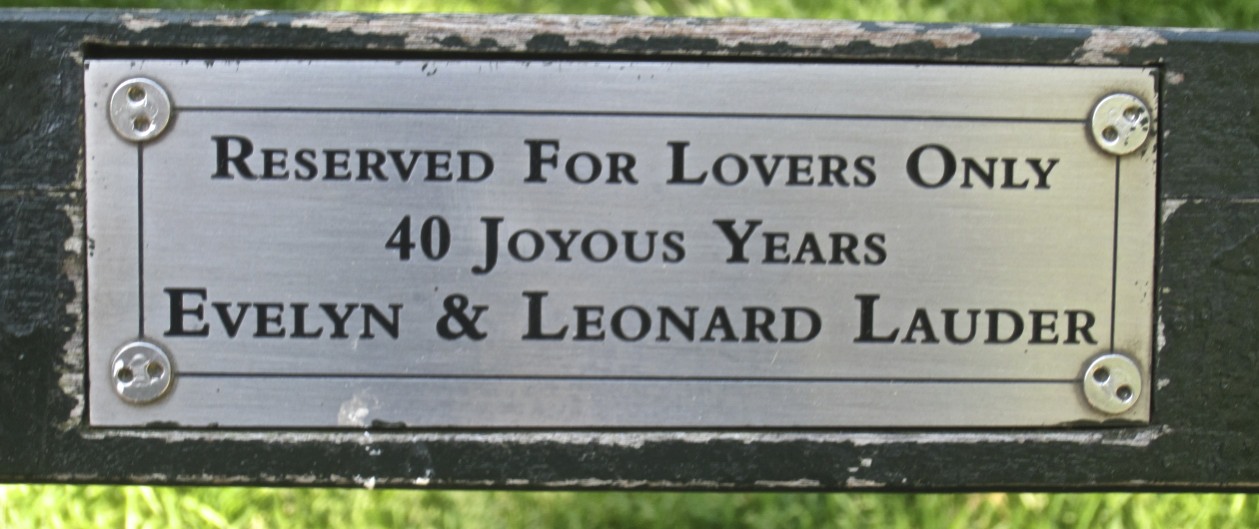 Reserved For Lovers Only
40 Joyous Years
Evelyn & Leonard Lauder